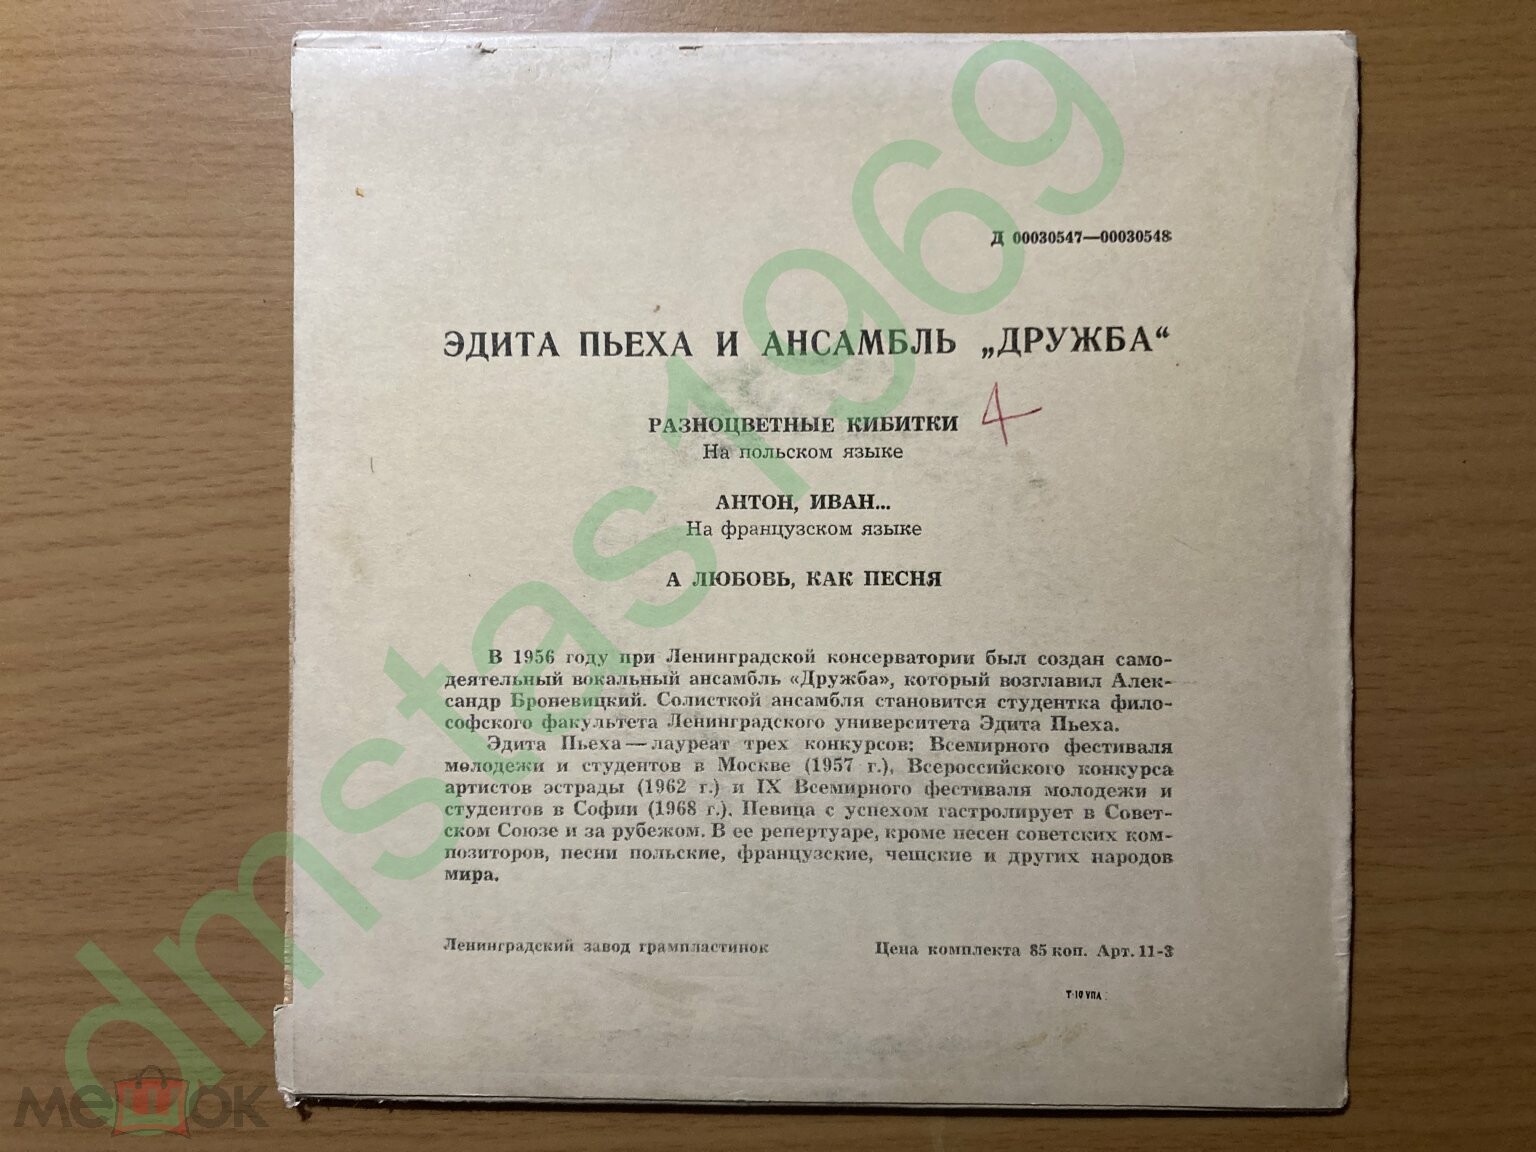 Д 00030547—00030548
ЭДИТА ПЬЕХА И АНСАМБЛЬ „ДРУЖБА“
РАЗНОЦВЕТНЫЕ КИБИТКИ 4
На польском языке
АНТОН, ИВАН...
На французском языке
А ЛЮБОВЬ, КАК ПЕСНЯ
В 1956 году при Ленинградской консерватории был создан само-
деятельный вокальный ансамбль «Дружба», который возглавил Алек-
сандр Броневицкий. Солисткой ансамбля становится студентка фило-
софского факультета Ленинградского университета Эдита Пьеха.
Эдита Пьеха — лауреат трех конкурсов: Всемирного фестиваля
молодежи и студентов в Москве (1957 г.), Всероссийского конкурса
артистов эстрады (1962 г.) и IX Всемирного фестиваля молодежи и
студентов в Софии (1968 г.). Певица с успехом гастролирует в Совет-
ском Союзе и за рубежом. В ее репертуаре, кроме песен советских ком-
позиторов, песни польские, французские, чешские и других народов
мира.
Ленинградский завод грампластинок Цена комплекта 85 коп. Арт. 11-3
Т-10 УПЛ
dmstas1969
мешок